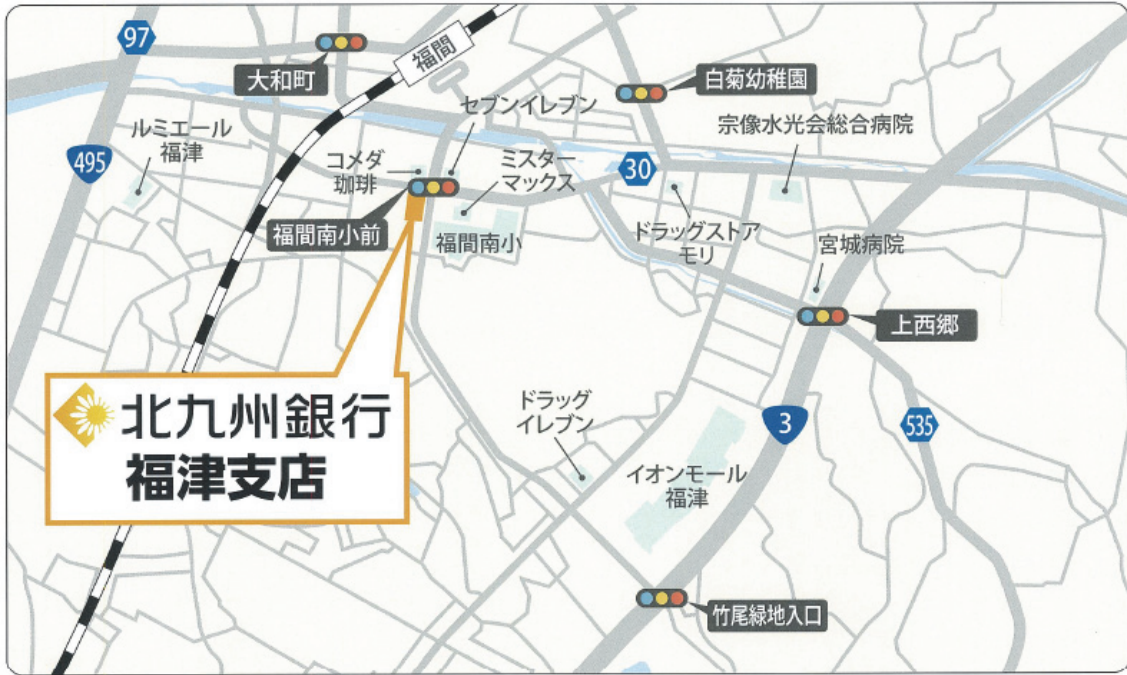 97
大和町
福間
白菊幼稚園
セブンイレブン
宗像水光会総合病院
ルミエール
福津
495
コメダ
珈琲
ミスター
マックス
30
福間南小前
福間南小
ドラッグストア
モリ
宮城病院
上西郷
北九州銀行
福津支店
ドラッグ
イレブン
3
535
イオンモール
福津
竹尾緑地入口